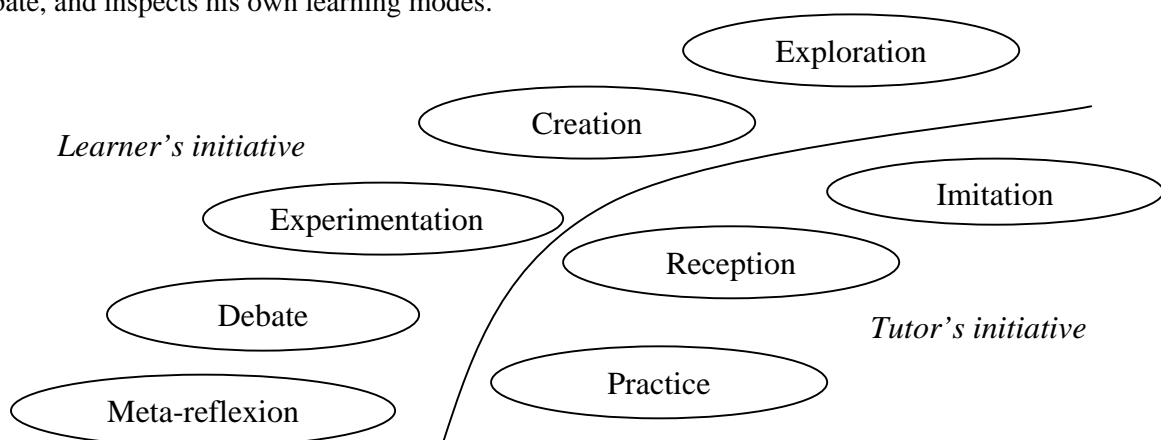 bate, and inspects his own learning modes.
Exploration
Creation
Learner's initiative
Imitation
Experimentation
Reception
Debate
Tutor's initiative
Practice
Meta-reflexion